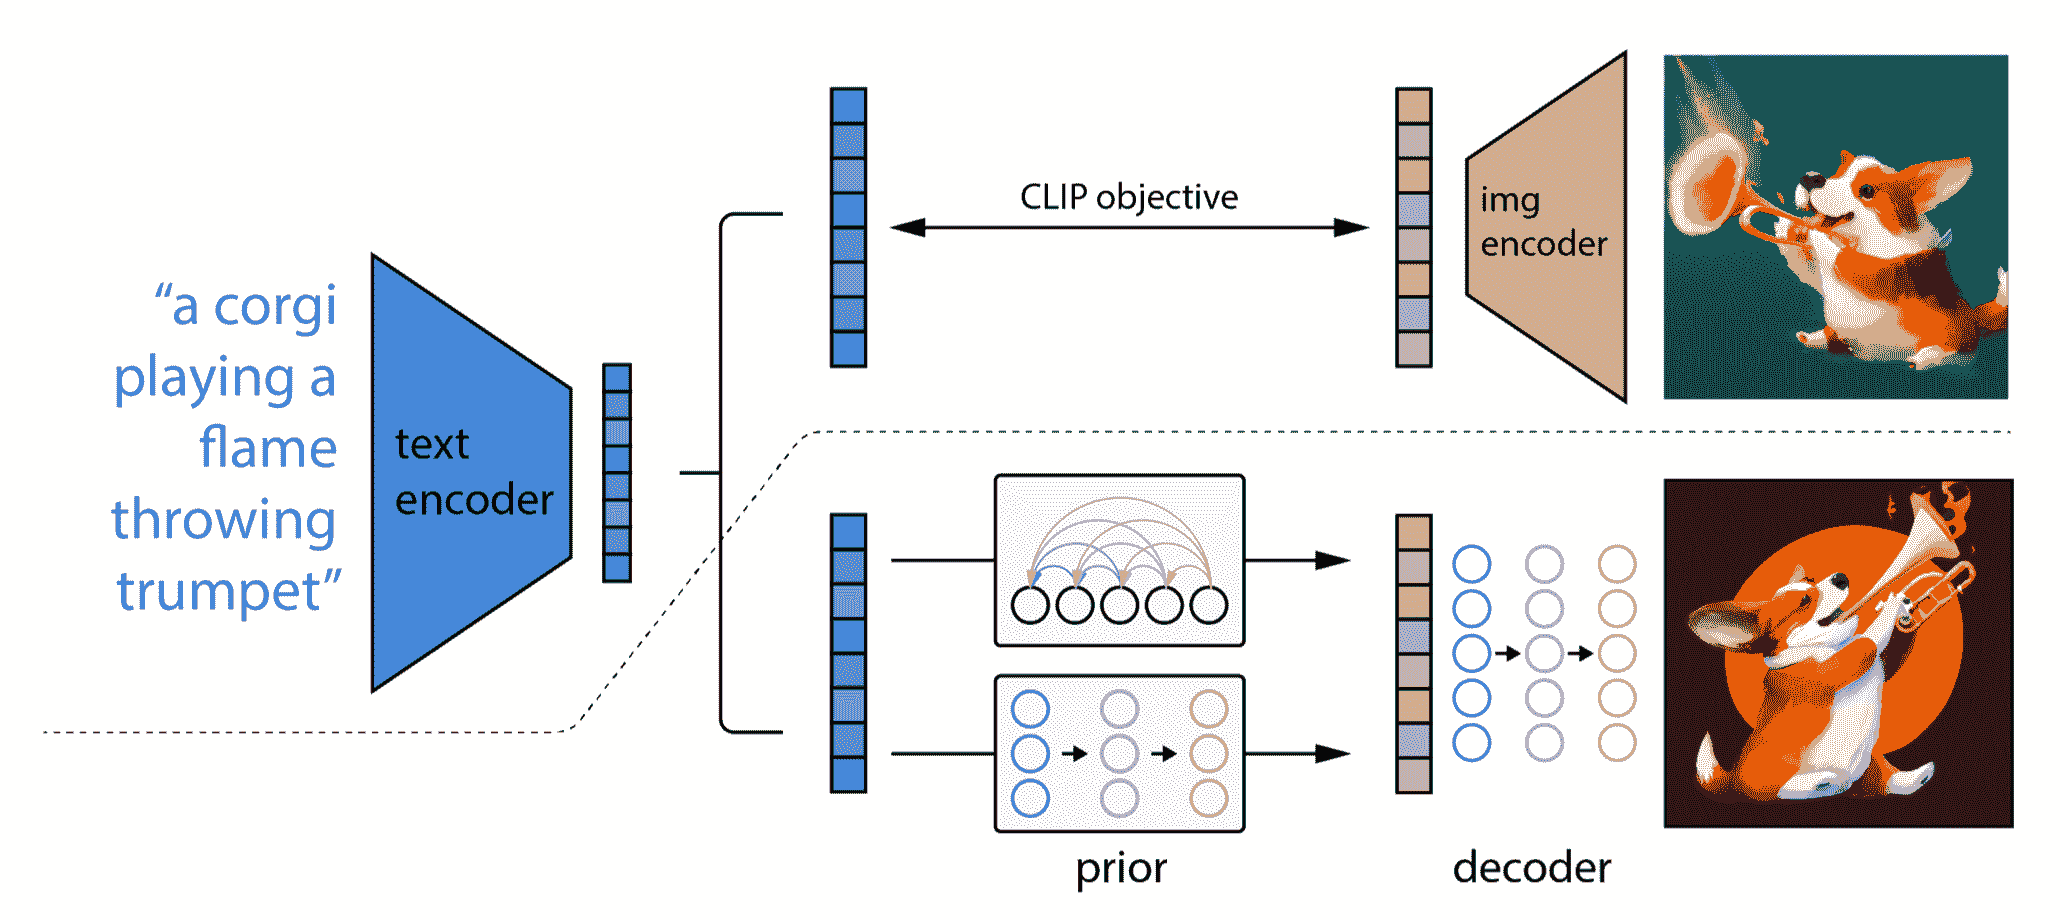 “a corgi
playing a
flame
throwing
trumpet”
text
encoder
CLIP objective
img
encoder
prior
decoder